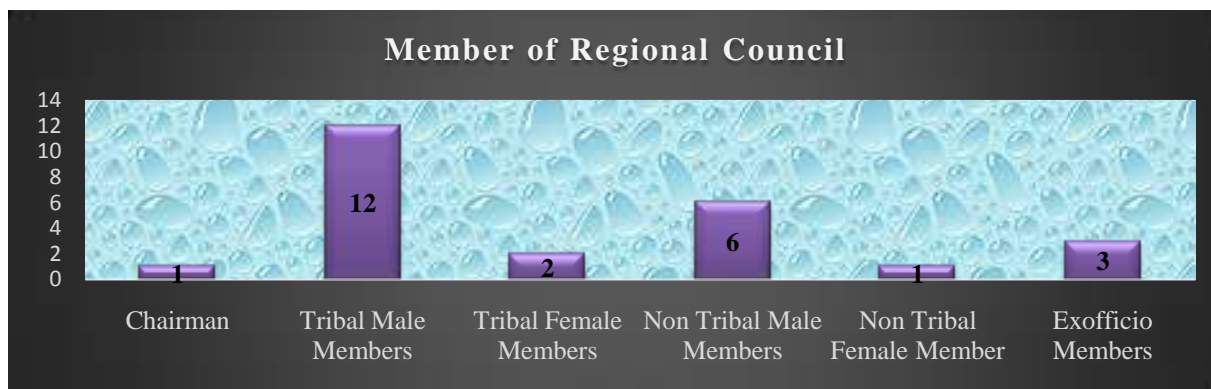 Member of Regional Council
14
12
10
8
6
4
2
0
1
12
2
6
1
3
Chairman
Tribal Male
Members
Tribal Female
Members
Non Tribal Male
Members
Non Tribal
Female Member
Exofficio
Members